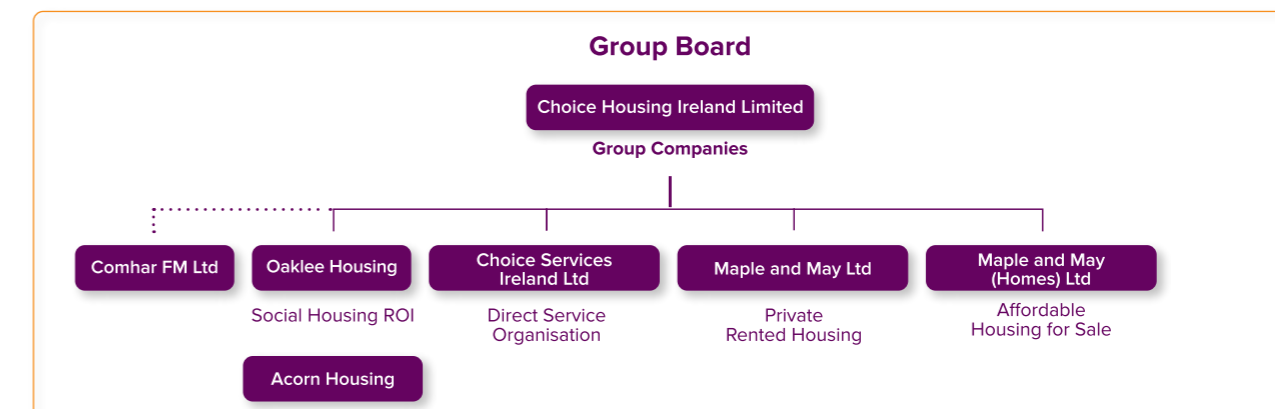 Group Board
Choice Housing Ireland Limited
Group Companies
Comhar FM Ltd
Oaklee Housing
Social Housing ROI
Acorn Housing
Choice Services
Ireland Ltd
Direct Service
Organisation
Maple and May Ltd
Private
Rented Housing
Maple and May
(Homes) Ltd
Affordable
Housing for Sale